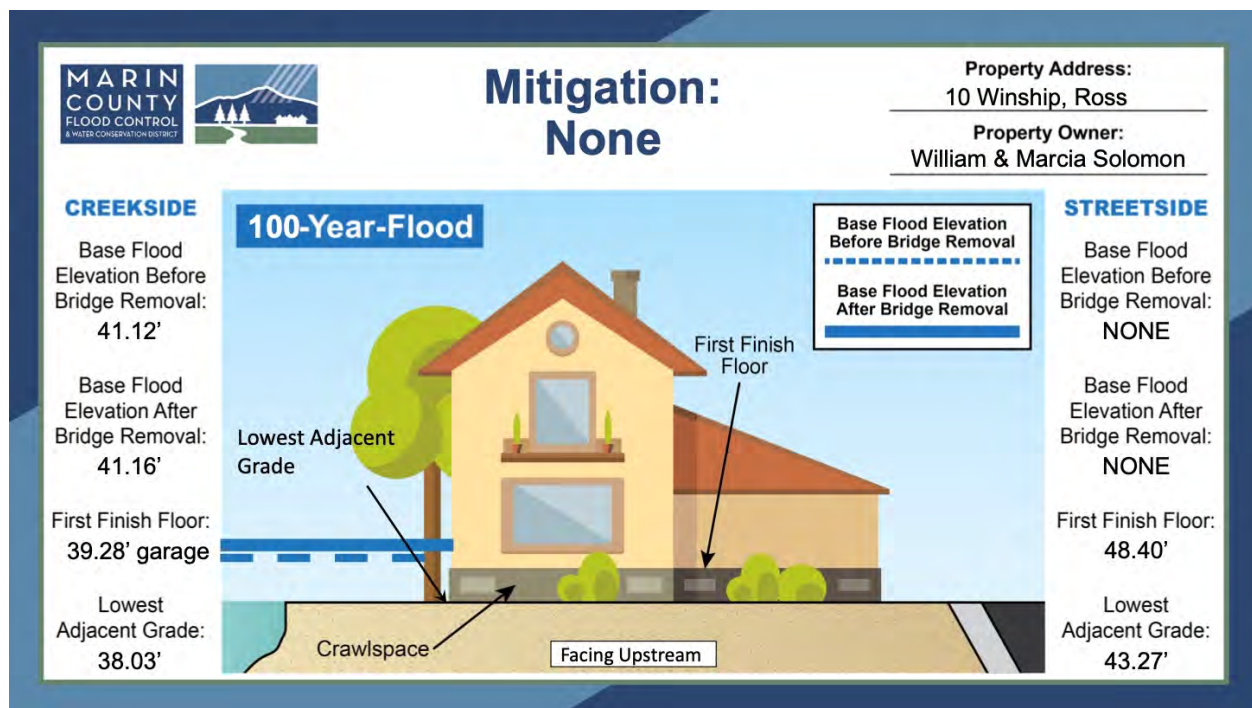 MARIN
COUNTY
FLOOD CONTROL
& WATER CONSERVATION DISTRICT
Mitigation:
None
Property Address:
10 Winship, Ross
Property Owner:
William & Marcia Solomon
CREEKSIDE
Base Flood
Elevation Before
Bridge Removal:
41.12’
Base Flood
Elevation After
Bridge Removal:
41.16’
First Finish Floor:
39.28’ garage
Lowest
Adjacent Grade:
38.03’
100-Year-Flood
Base Flood Elevation
Before Bridge Removal
Base Flood Elevation
After Bridge Removal
First Finish
Floor
Lowest Adjacent
Grade
Crawlspace
Facing Upstream
STREETSIDE
Base Flood
Elevation Before
Bridge Removal:
NONE
Base Flood
Elevation After
Bridge Removal:
NONE
First Finish Floor:
48.40’
Lowest
Adjacent Grade:
43.27’